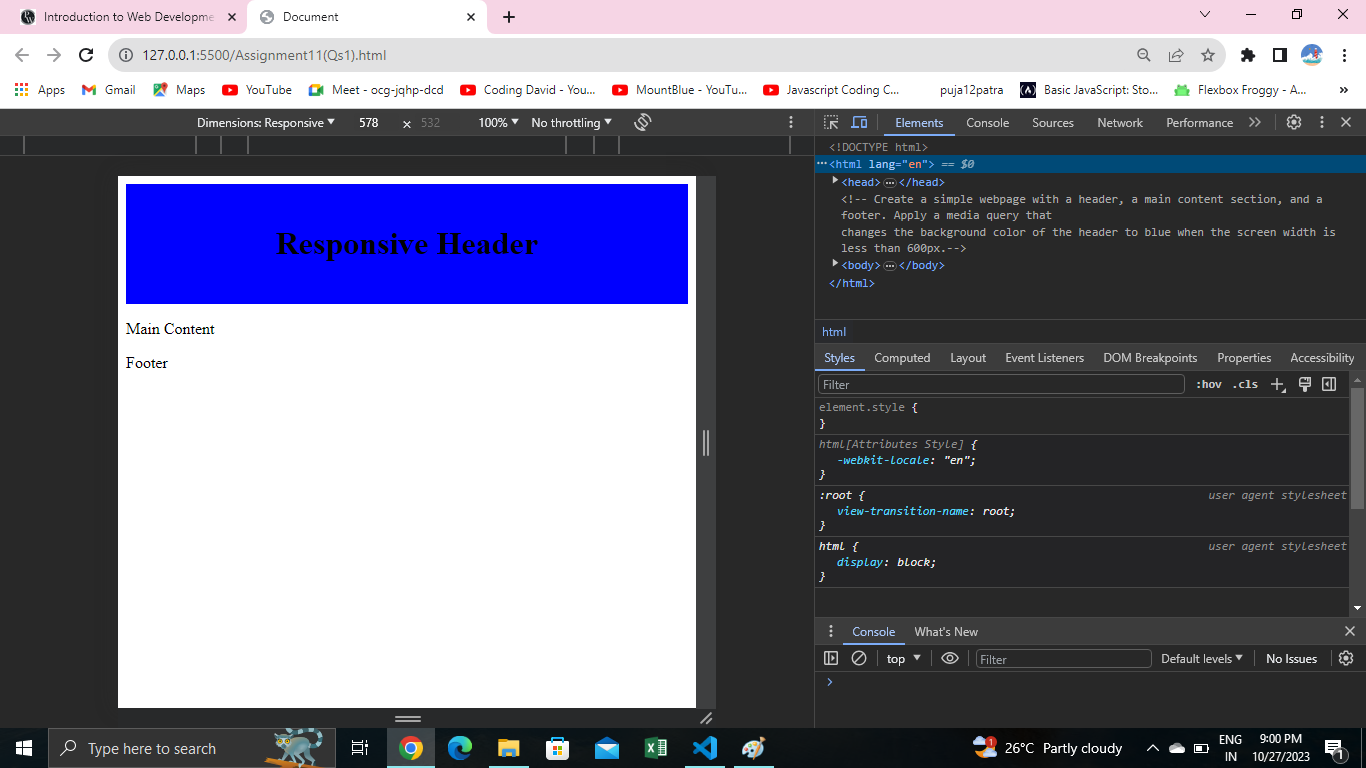 Introduction to Web Developme
Document
127.0.0.1:5500/Assignment11(Qs1).html
Apps
Gmail
Maps
YouTube
Meet - ocg-jqhp-dcd
Coding David - You...
MountBlue - YouTu...
Javascript Coding C...
puja12patra
Basic JavaScript: Sto...
Flexbox Froggy - A...
»
Dimensions: Responsive
578
×
532
100%
No throttling
Elements
Console
Sources
Network
Performance
Responsive Header
Main Content
Footer
<!DOCTYPE html>
<html lang="en"> == $0
<head> … </head>
<!-- Create a simple webpage with a header, a main content section, and a
footer. Apply a media query that
changes the background color of the header to blue when the screen width is
less than 600px.-->
<body> … </body>
</html>
html
Styles
Computed
Layout
Event Listeners
DOM Breakpoints
Properties
Accessibility
Filter
:hov
.cls
element.style {
}
html[Attributes Style] {
-webkit-locale: "en";
}
:root {
user agent stylesheet
view-transition-name: root;
}
html {
user agent stylesheet
display: block;
}
Console
What's New
top
Filter
Default levels
No Issues
Type here to search
1
26°C Partly cloudy
ENG
IN
9:00 PM
10/27/2023
1